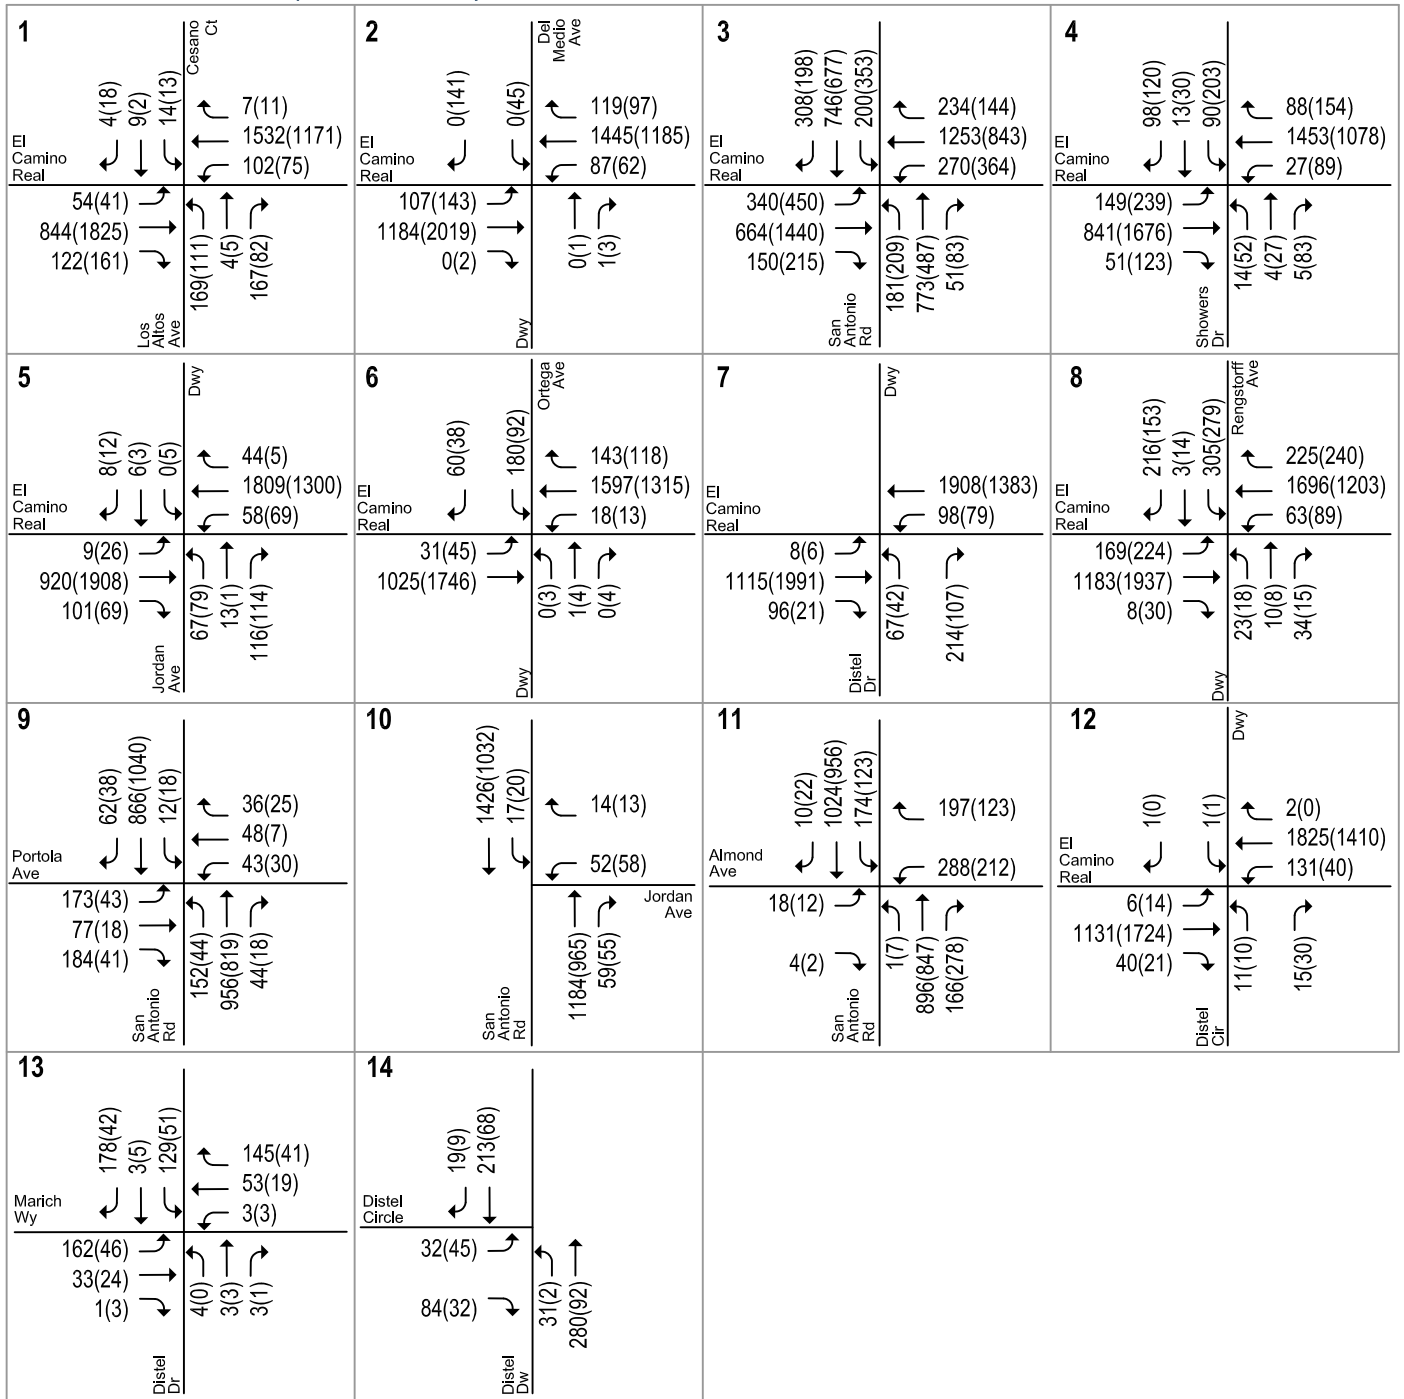 1
4(18)
9(2)
14(13)
Cesano
Ct
7(11)
1532(1171)
102(75)
El
Camino
Real
54(41)
844(1825)
122(161)
169(111)
4(5)
167(82)
Los
Altos
Ave
2
0(141)
0(45)
Del
Medio
Ave
119(97)
1445(1185)
87(62)
El
Camino
Real
107(143)
1184(2019)
0(2)
0(1)
1(3)
Dwy
3
308(198)
746(677)
200(353)
234(144)
1253(843)
270(364)
El
Camino
Real
340(450)
664(1440)
150(215)
181(209)
773(487)
51(83)
San
Antonio
Rd
4
98(120)
13(30)
90(203)
88(154)
1453(1078)
27(89)
El
Camino
Real
149(239)
841(1676)
51(123)
14(52)
4(27)
5(83)
Showers
Dr
5
8(12)
6(3)
0(5)
Dwy
44(5)
1809(1300)
58(69)
El
Camino
Real
9(26)
920(1908)
101(69)
67(79)
13(1)
116(114)
Jordan
Ave
6
60(38)
180(92)
Ortega
Ave
143(118)
1597(1315)
18(13)
El
Camino
Real
31(45)
1025(1746)
0(3)
1(4)
0(4)
Dwy
7
Dwy
1908(1383)
98(79)
El
Camino
Real
8(6)
1115(1991)
96(21)
67(42)
214(107)
Distel
Dr
8
216(153)
3(14)
305(279)
Rengstorff
Ave
225(240)
1696(1203)
63(89)
El
Camino
Real
169(224)
1183(1937)
8(30)
23(18)
10(8)
34(15)
Dwy
9
62(38)
866(1040)
12(18)
36(25)
48(7)
43(30)
Portola
Ave
173(43)
77(18)
184(41)
152(44)
956(819)
44(18)
San
Antonio
Rd
10
1426(1032)
17(20)
14(13)
52(58)
Jordan
Ave
1184(965)
59(55)
San
Antonio
Rd
11
10(22)
1024(956)
174(123)
197(123)
288(212)
Almond
Ave
18(12)
4(2)
1(7)
896(847)
166(278)
San
Antonio
Rd
12
1(0)
1(1)
Dwy
2(0)
1825(1410)
131(40)
El
Camino
Real
6(14)
1131(1724)
40(21)
11(10)
15(30)
Distel
Cir
13
178(42)
3(5)
129(51)
145(41)
53(19)
3(3)
Marich
Wy
162(46)
33(24)
1(3)
4(0)
3(3)
3(1)
Distel
Dr
14
19(9)
213(68)
Distel
Circle
32(45)
84(32)
31(2)
280(92)
Distel
Dw